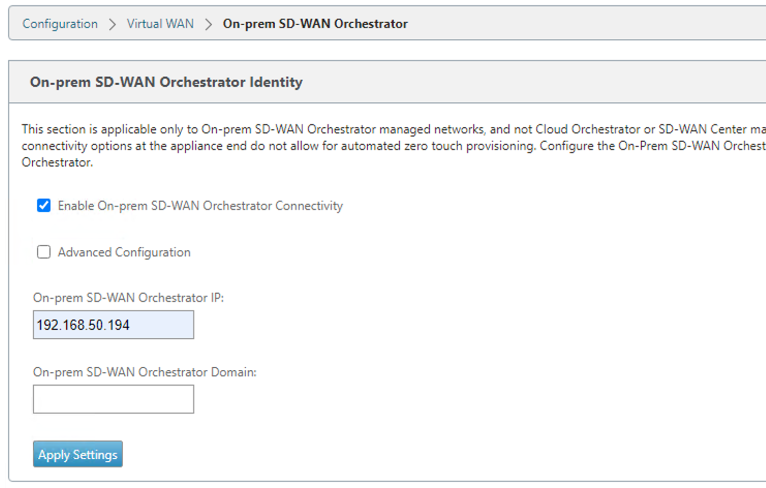 Configuration > Virtual WAN > On-prem SD-WAN Orchestrator
On-prem SD-WAN Orchestrator Identity
This section is applicable only to On-prem SD-WAN Orchestrator managed networks, and not Cloud Orchestrator or SD-WAN Center ma
connectivity options at the appliance end do not allow for automated zero touch provisioning. Configure the On-Prem SD-WAN Orchest
Orchestrator.
Enable On-prem SD-WAN Orchestrator Connectivity
Advanced Configuration
On-prem SD-WAN Orchestrator IP:
192.168.50.194
On-prem SD-WAN Orchestrator Domain:
Apply Settings